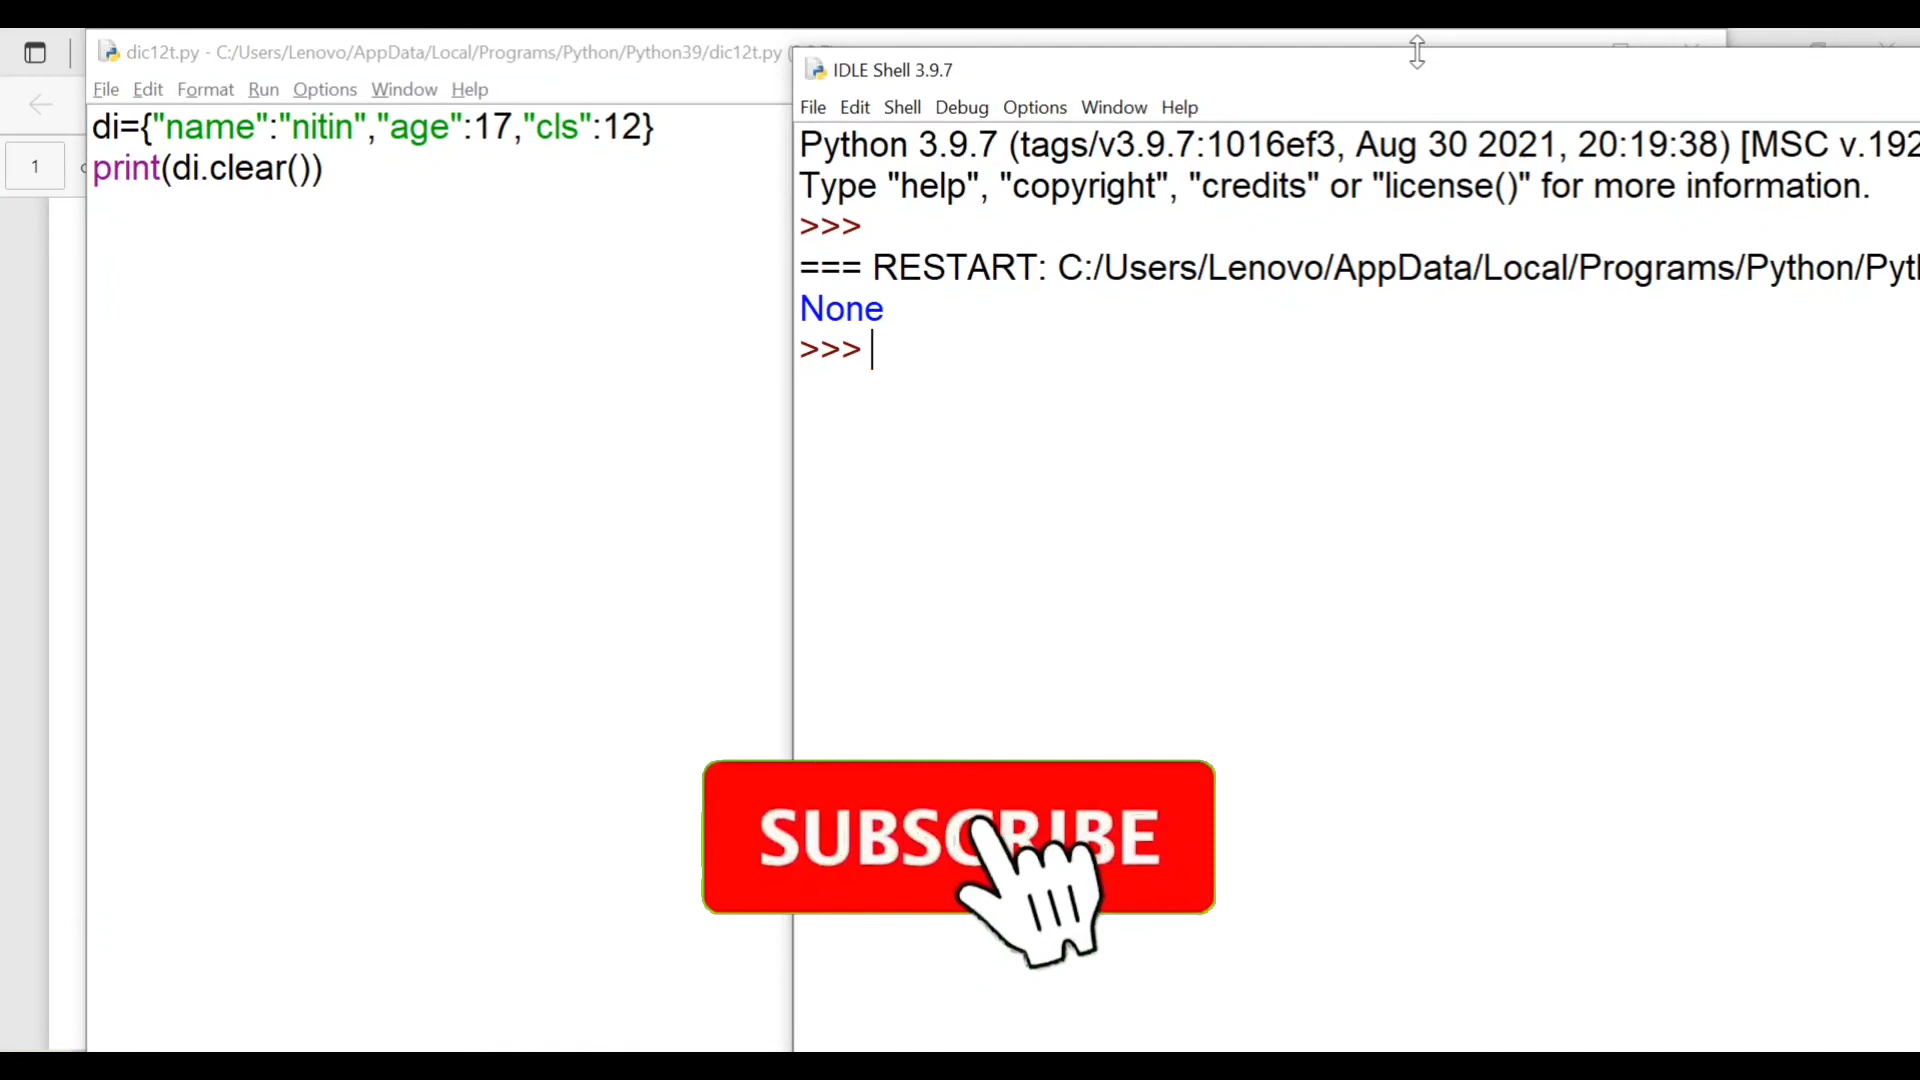 dic12t.py - C:/Users/Lenovo/AppData/Local/Programs/Python/Python39/dic12t.py
File Edit Format Run Options Window Help
1
di={"name":"nitin","age":17,"cls":12}
print(di.clear())
IDLE Shell 3.9.7
File Edit Shell Debug Options Window Help
Python 3.9.7 (tags/v3.9.7:1016ef3, Aug 30 2021, 20:19:38) [MSC v.192
Type "help", "copyright", "credits" or "license()" for more information.
>>>
=== RESTART: C:/Users/Lenovo/AppData/Local/Programs/Python/Pyt
None
>>>
SUBSCRIBE